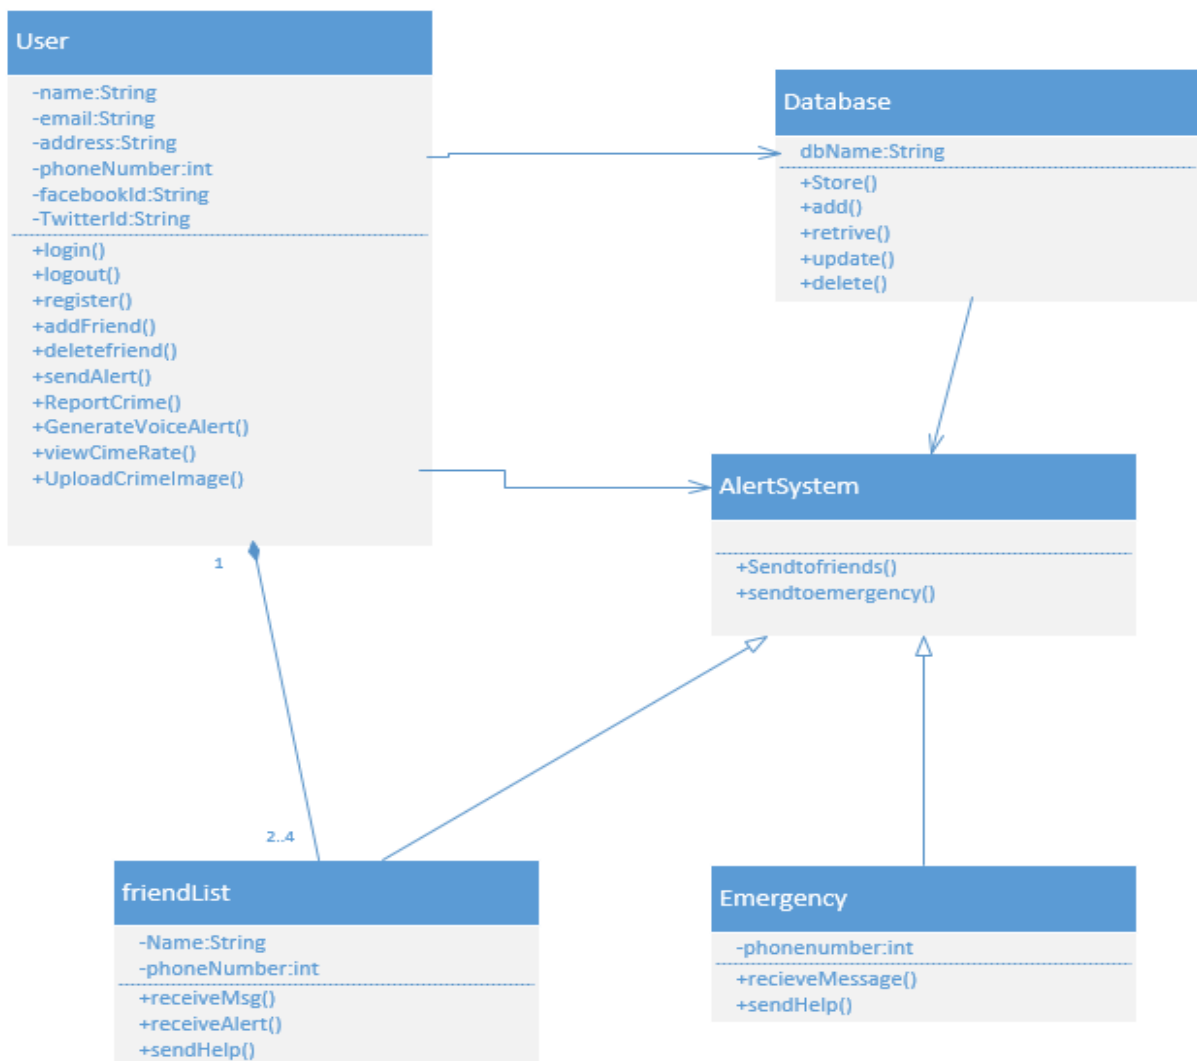 User
-name:String
-email:String
-address:String
-phoneNumber:int
-facebookId:String
-TwitterId:String
+login()
+logout()
+register()
+addFriend()
+deletefriend()
+sendAlert()
+ReportCrime()
+GenerateVoiceAlert()
+viewCimeRate()
+UploadCrimeImage()
Database
dbName:String
+Store()
+add()
+retrive()
+update()
+delete()
AlertSystem
+Sendtofriends()
+sendtoemergency()
1
2..4
friendList
-Name:String
-phoneNumber:int
+receiveMsg()
+receiveAlert()
+sendHelp()
Emergency
-phonenumber:int
+recieveMessage()
+sendHelp()